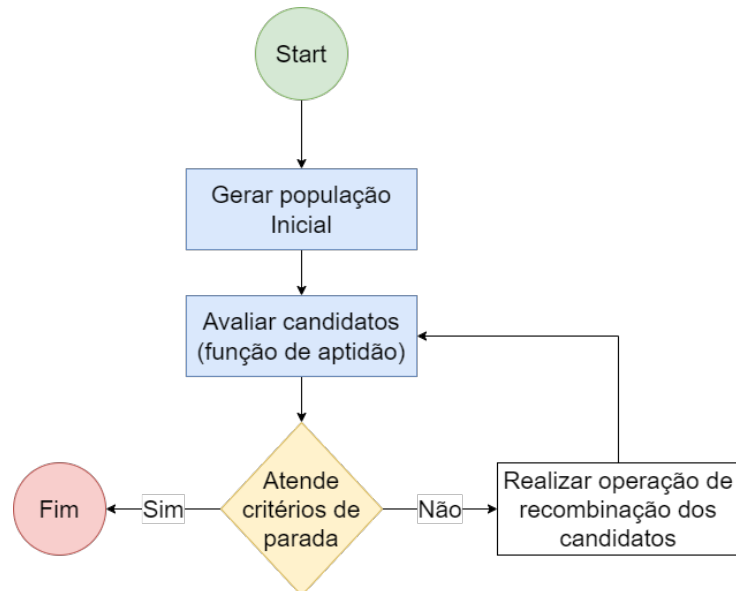 Start
Gerar população
Inicial
Avaliar candidatos
(função de aptidão)
Atende
critérios de
parada
Sim
Fim
Não
Realizar operação de
recombinação dos
candidatos